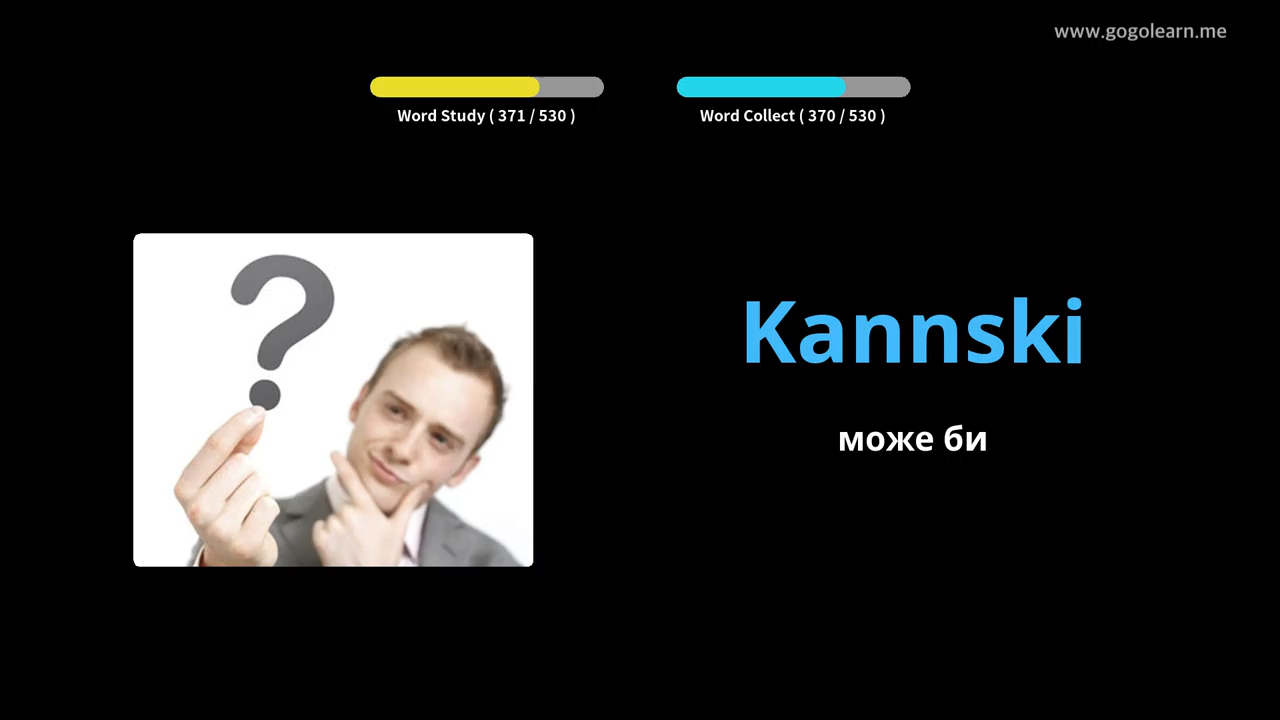 www.gogolearn.me
Word Study ( 371 / 530 )
Word Collect ( 370 / 530 )
Kannski
може би